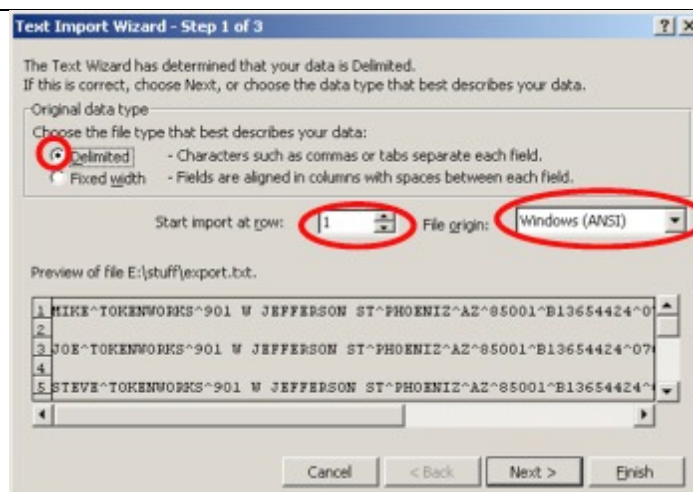 Text Import Wizard - Step 1 of 3
The Text Wizard has determined that your data is Delimited.
If this is correct, choose Next, or choose the data type that best describes your data.
Original data type
Choose the file type that best describes your data:
Delimited - Characters such as commas or tabs separate each field.
Fixed width - Fields are aligned in columns with spaces between each field.
Start import at row: 1 File origin: Windows (ANSI)
Preview of file E:\stuff\export.txt.
1 MIKE^TOKENWORKS^901 W JEFFERSON ST^PHOENIZ^AZ^85001^B13654424^0
2
3 JOE^TOKENWORKS^901 W JEFFERSON ST^PHOENIZ^AZ^85001^B13654424^07
4
5 STEVE^TOKENWORKS^901 W JEFFERSON ST^PHOENIZ^AZ^85001^B13654424^
Cancel < Back Next > Finish